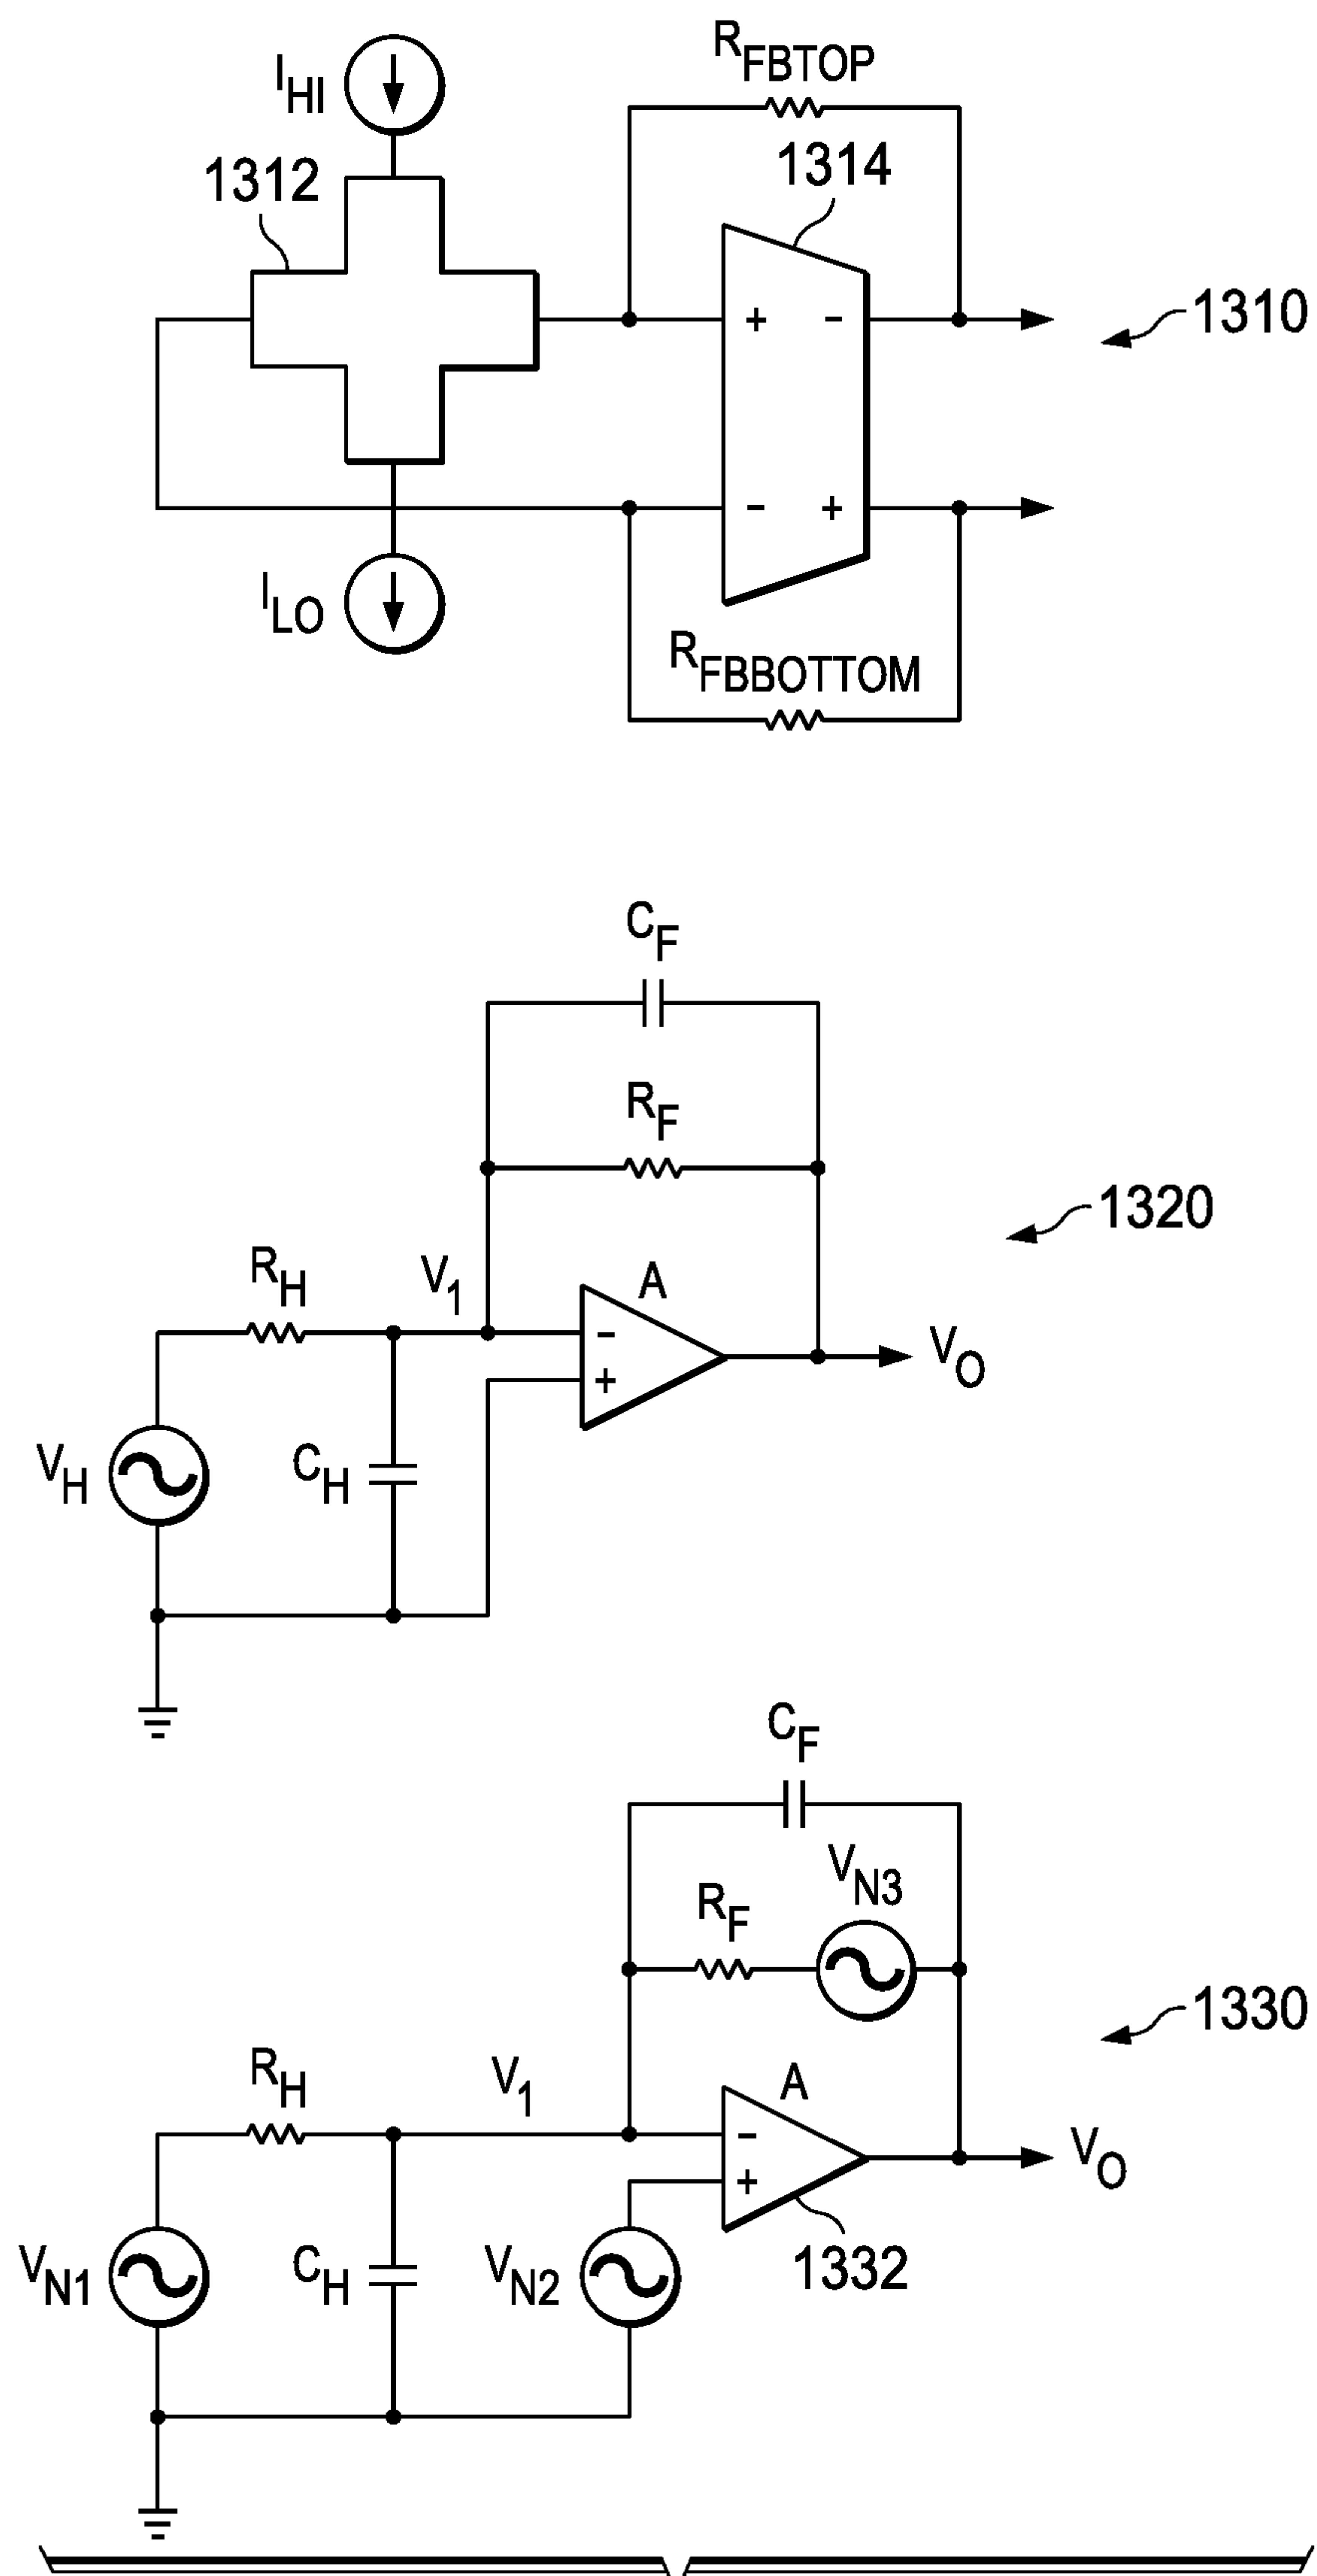 R_FBTOP
I_HI
1314
1312
+ -
1310
- +
I_LO
R_FBBOTTOM
C_F
R_F
1320
R_H
V_1
A
-
V_O
+
V_H
C_H
C_F
V_N3
R_F
1330
R_H
V_1
A
-
V_O
+
V_N1
C_H
V_N2
1332